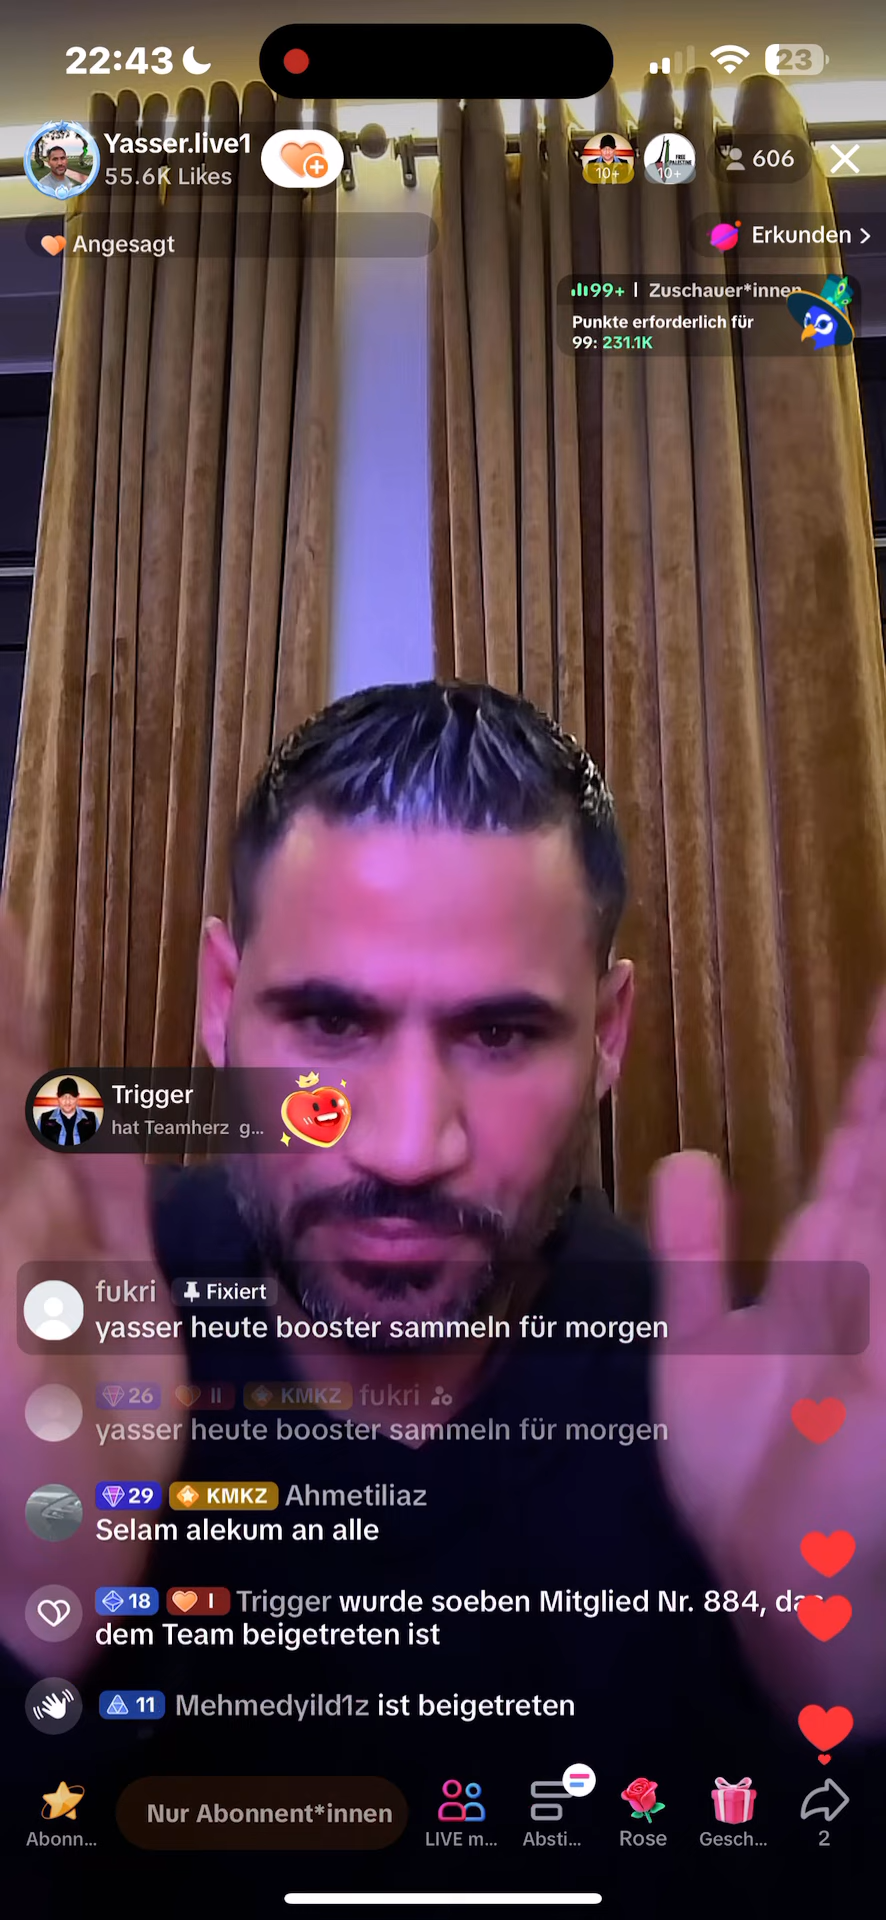 22:43
23
Yasser.live1
55.6K Likes
10+
10+
606
Angesagt
Erkunden >
99+ | Zuschauer*innen
Punkte erforderlich für
99: 231.1K
Trigger
hat Teamherz g...
fukri Fixiert
yasser heute booster sammeln für morgen
26 II KMKZ fukri
yasser heute booster sammeln für morgen
29 KMKZ Ahmetiliaz
Selam alekum an alle
18 I Trigger wurde soeben Mitglied Nr. 884, das
dem Team beigetreten ist
11 Mehmedyild1z ist beigetreten
Nur Abonnent*innen
Abonn... LIVE m... Absti... Rose Gesch... 2